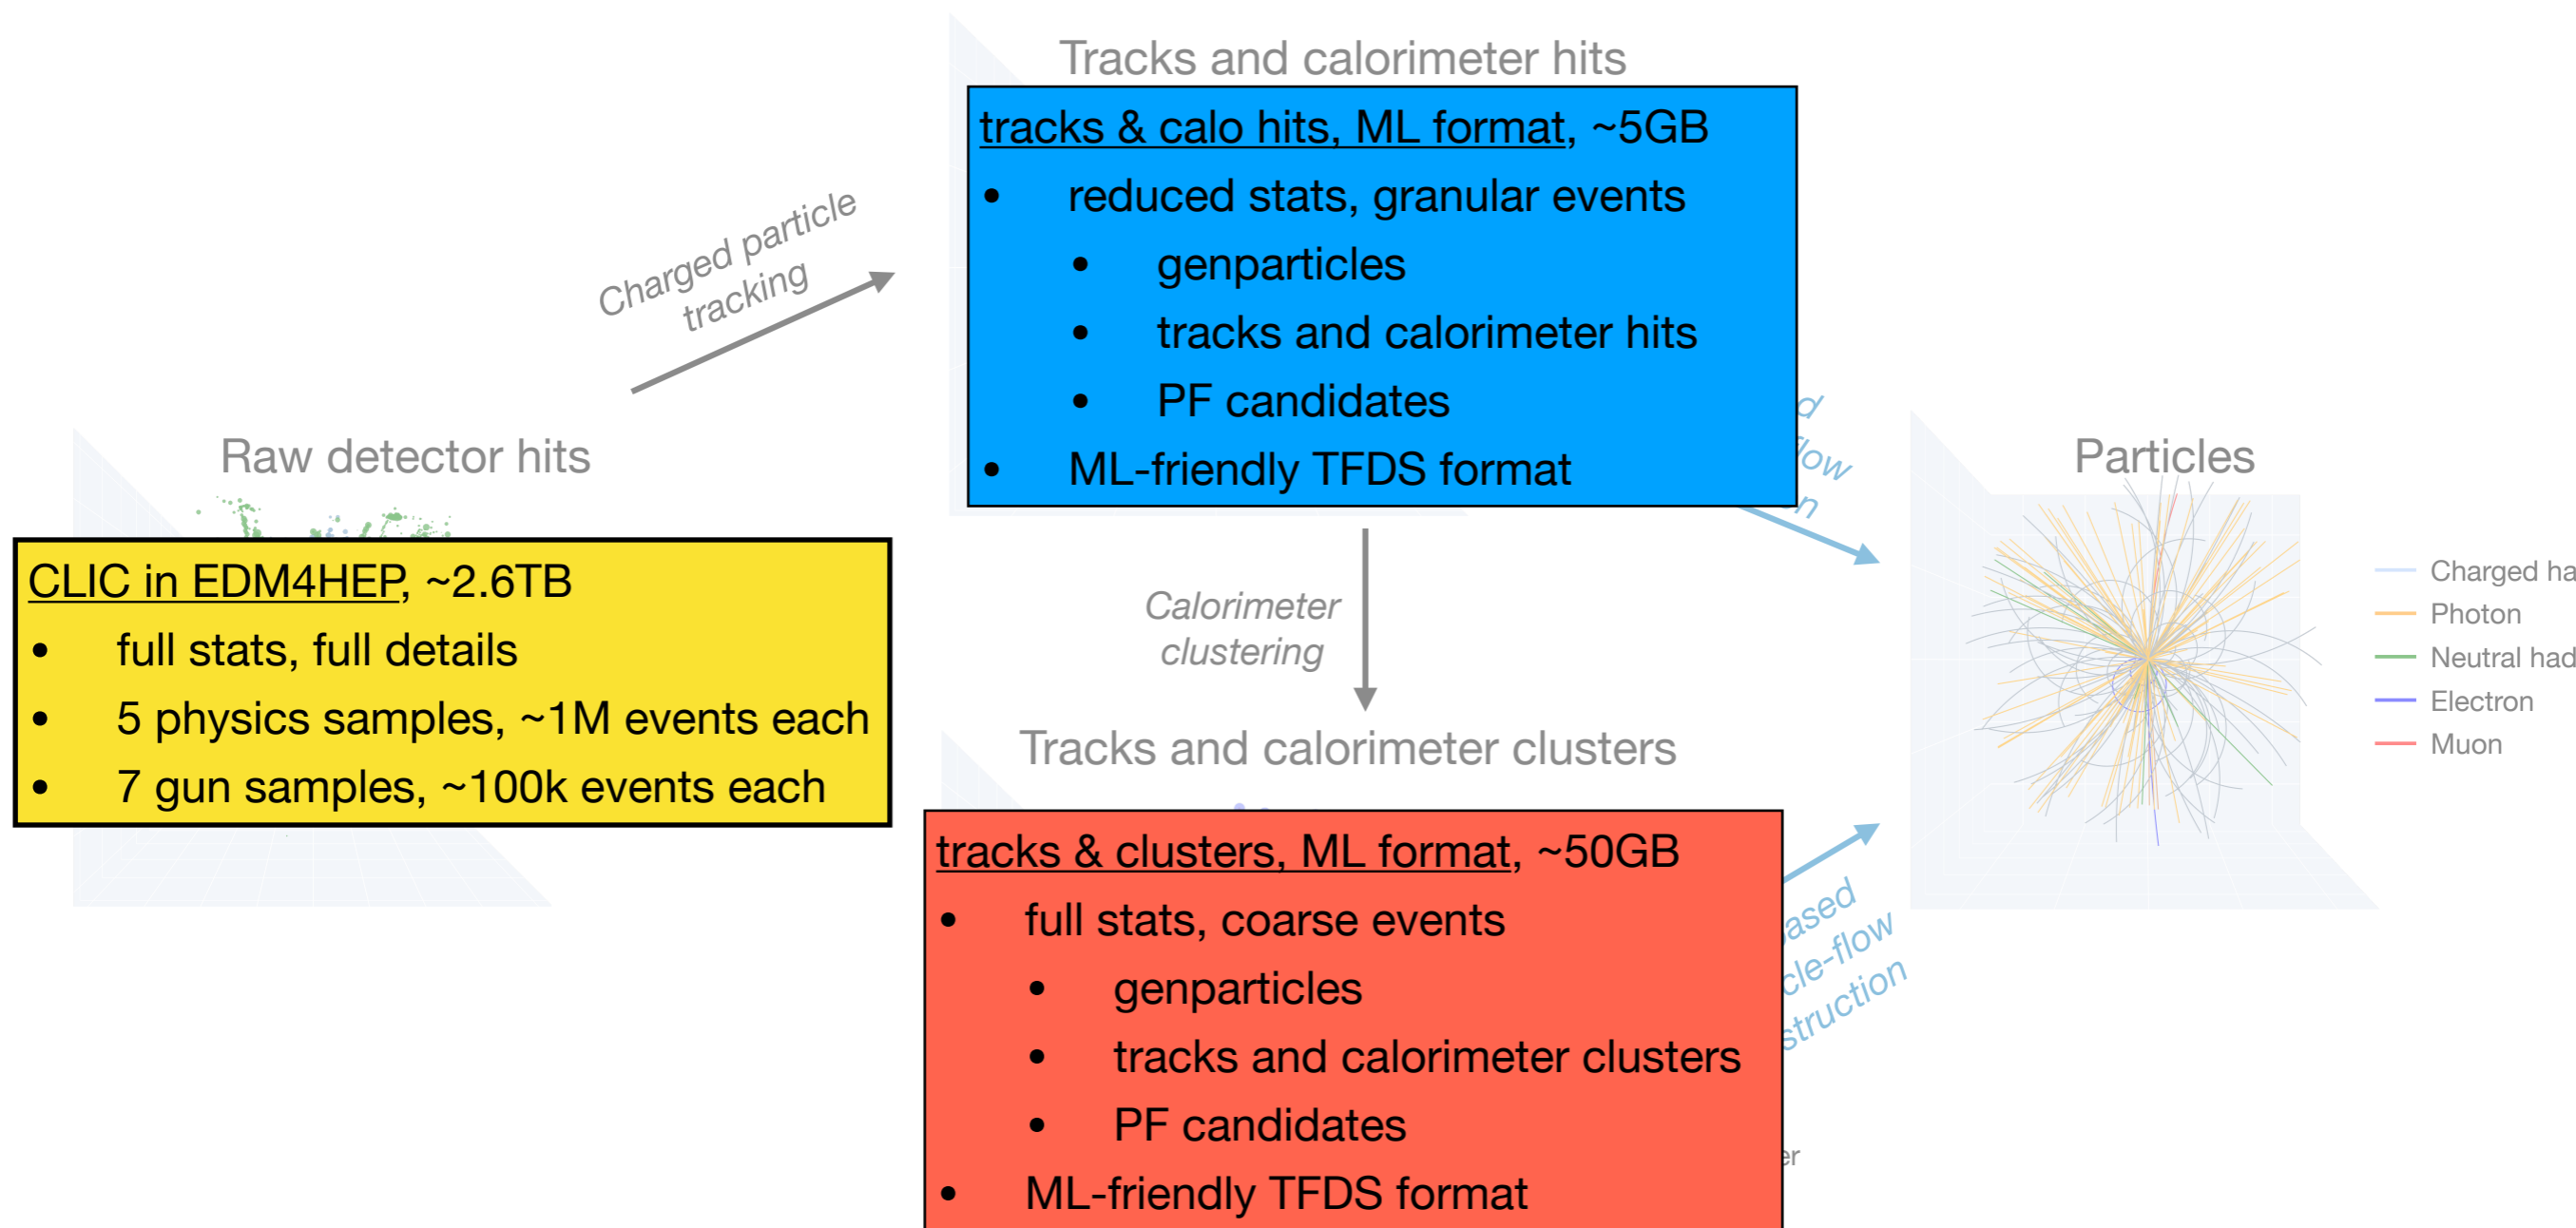 Tracks and calorimeter hits
tracks & calo hits, ML format, ~5GB
• reduced stats, granular events
• genparticles
• tracks and calorimeter hits
• PF candidates
• ML-friendly TFDS format
Charged particle
tracking
Raw detector hits
CLIC in EDM4HEP, ~2.6TB
• full stats, full details
• 5 physics samples, ~1M events each
• 7 gun samples, ~100k events each
Calorimeter
clustering
Tracks and calorimeter clusters
tracks & clusters, ML format, ~50GB
• full stats, coarse events
• genparticles
• tracks and calorimeter clusters
• PF candidates
• ML-friendly TFDS format
Particles
Charged ha
Photon
Neutral had
Electron
Muon